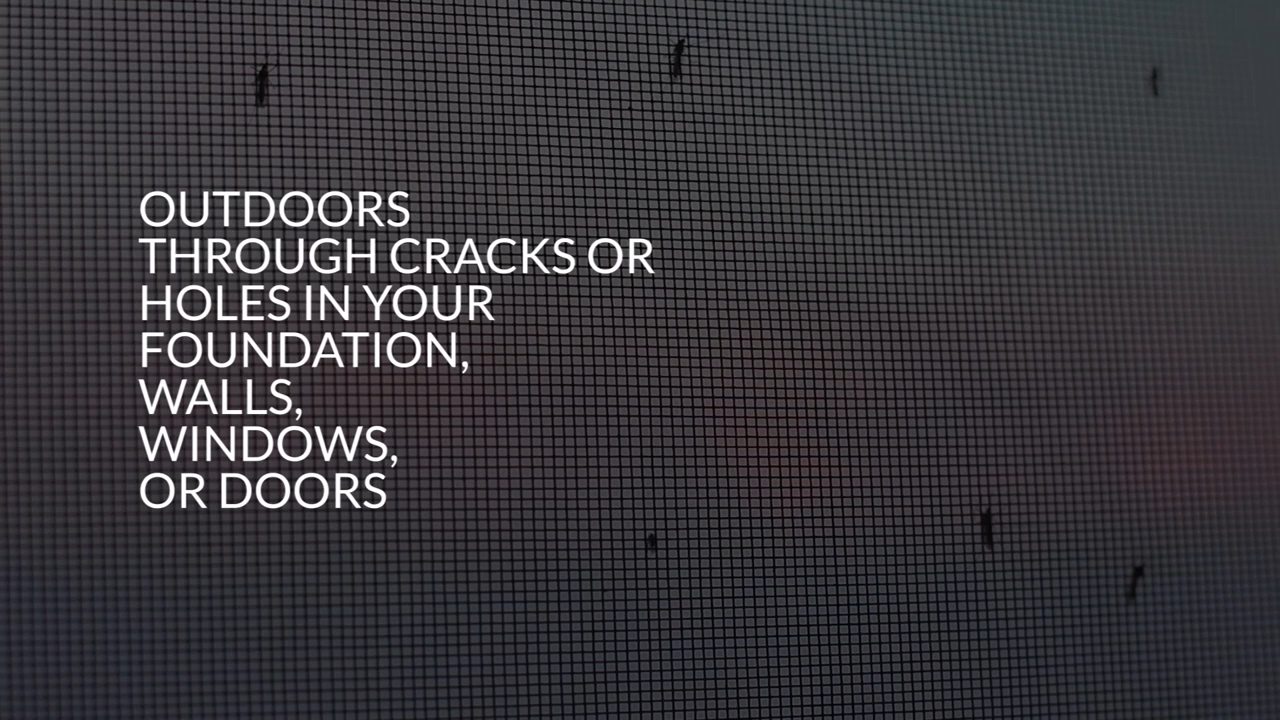 OUTDOORS
THROUGH CRACKS OR
HOLES IN YOUR
FOUNDATION,
WALLS,
WINDOWS,
OR DOORS